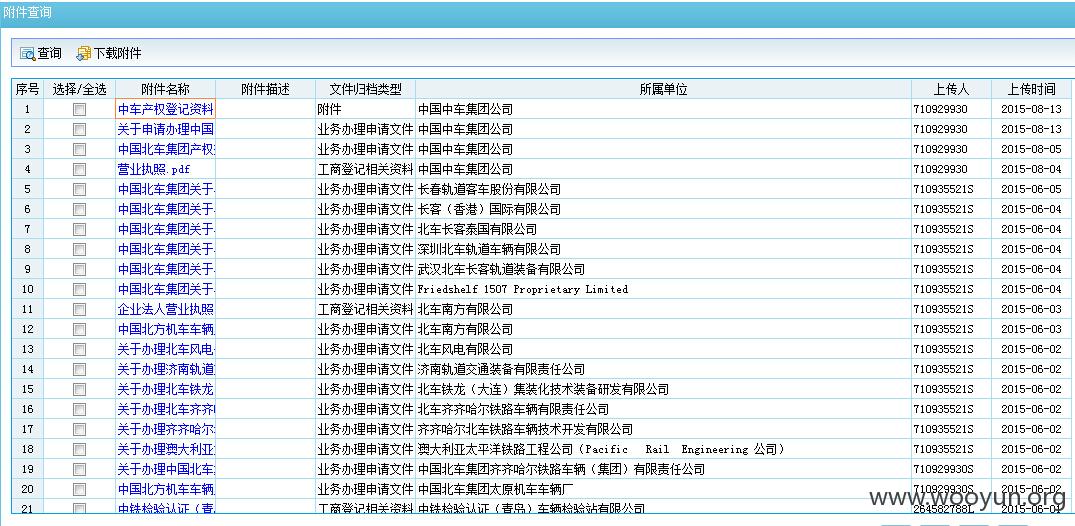 附件查询
查询 下载附件
序号 选择/全选 附件名称 附件描述 文件归档类型 所属单位 上传人 上传时间
1 中车产权登记资料 附件 中国中车集团公司 710929930 2015-08-13
2 关于申请办理中国 业务办理申请文件 中国中车集团公司 710929930 2015-08-13
3 中国北车集团产权 业务办理申请文件 中国中车集团公司 710929930 2015-08-05
4 营业执照.pdf 工商登记相关资料 中国中车集团公司 710929930 2015-08-04
5 中国北车集团关于 业务办理申请文件 长春轨道客车股份有限公司 710935521S 2015-06-05
6 中国北车集团关于 业务办理申请文件 长客（香港）国际有限公司 710935521S 2015-06-04
7 中国北车集团关于 业务办理申请文件 北车长客泰国有限公司 710935521S 2015-06-04
8 中国北车集团关于 业务办理申请文件 深圳北车轨道车辆有限公司 710935521S 2015-06-04
9 中国北车集团关于 业务办理申请文件 武汉北车长客轨道装备有限公司 710935521S 2015-06-04
10 中国北车集团关于 业务办理申请文件 Friedshelf 1507 Proprietary Limited 710935521S 2015-06-04
11 企业法人营业执照 工商登记相关资料 北车南方有限公司 710935521S 2015-06-03
12 中国北方机车车辆 业务办理申请文件 北车南方有限公司 710935521S 2015-06-03
13 关于办理北车风电 业务办理申请文件 北车风电有限公司 710935521S 2015-06-02
14 关于办理济南轨道 业务办理申请文件 济南轨道交通装备有限责任公司 710935521S 2015-06-02
15 关于办理北车铁龙 业务办理申请文件 北车铁龙（大连）集装化技术装备研发有限公司 710935521S 2015-06-02
16 关于办理北车齐齐 业务办理申请文件 北车齐齐哈尔铁路车辆有限责任公司 710935521S 2015-06-02
17 关于办理齐齐哈尔 业务办理申请文件 齐齐哈尔北车铁路车辆技术开发有限公司 710935521S 2015-06-02
18 关于办理澳大利亚 业务办理申请文件 澳大利亚太平洋铁路工程公司（Pacific Rail Engineering 公司） 710935521S 2015-06-02
19 关于办理中国北车 业务办理申请文件 中国北车集团齐齐哈尔铁路车辆（集团）有限责任公司 710929930S 2015-06-02
20 中国北方机车车辆 业务办理申请文件 中国北车集团太原机车车辆厂 710929930S 2015-06-02
21 中铁检验认证（青岛 业务办理申请文件 中铁检验认证（青岛）车辆检验站有限公司 264582788L 2015-06-01
www.wooyun.org